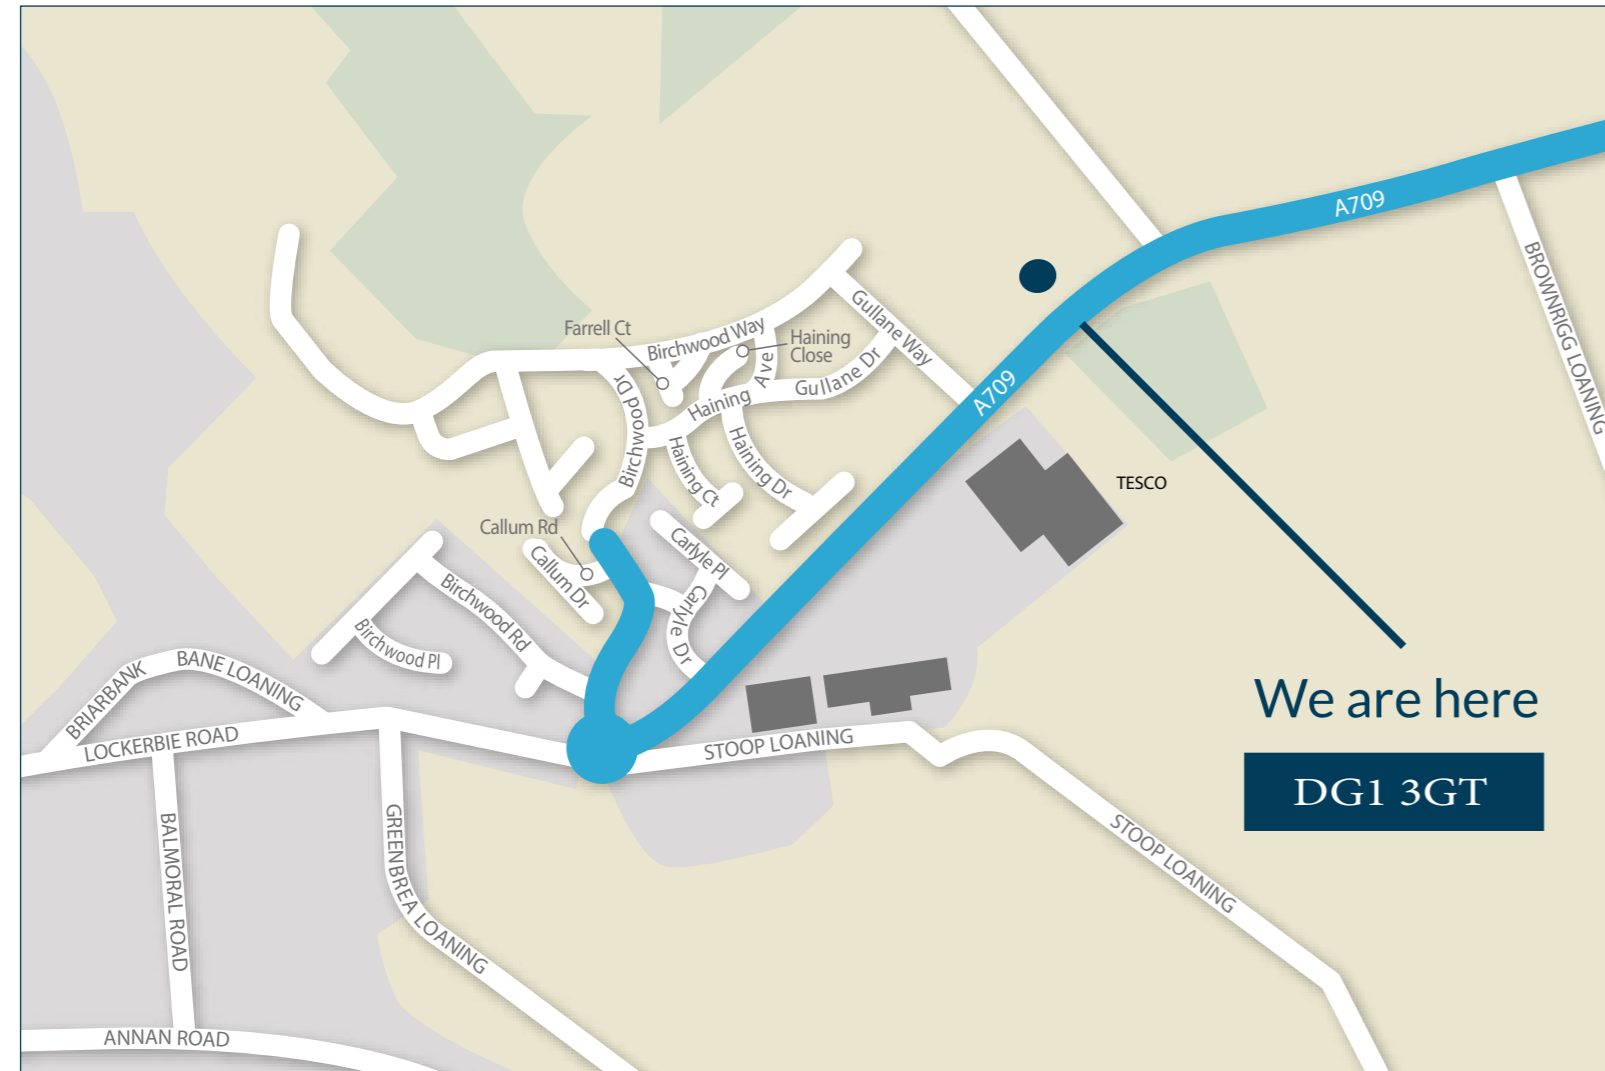 A709
BROWNRIGG LOANING
Gullane Way
Farrell Ct
Birchwood Way
Haining
Close
Ave
Gullane Dr
A709
Birchwood Dr
Haining
Haining Dr
Haining Ct
TESCO
Callum Rd
Callum Dr
Carlyle Pl
Carlyle Dr
Birchwood Rd
Birchwood Pl
BRIARBANK
BANE LOANING
LOCKERBIE ROAD
STOOP LOANING
We are here
DG1 3GT
BALMORAL ROAD
GREENBREA LOANING
STOOP LOANING
ANNAN ROAD